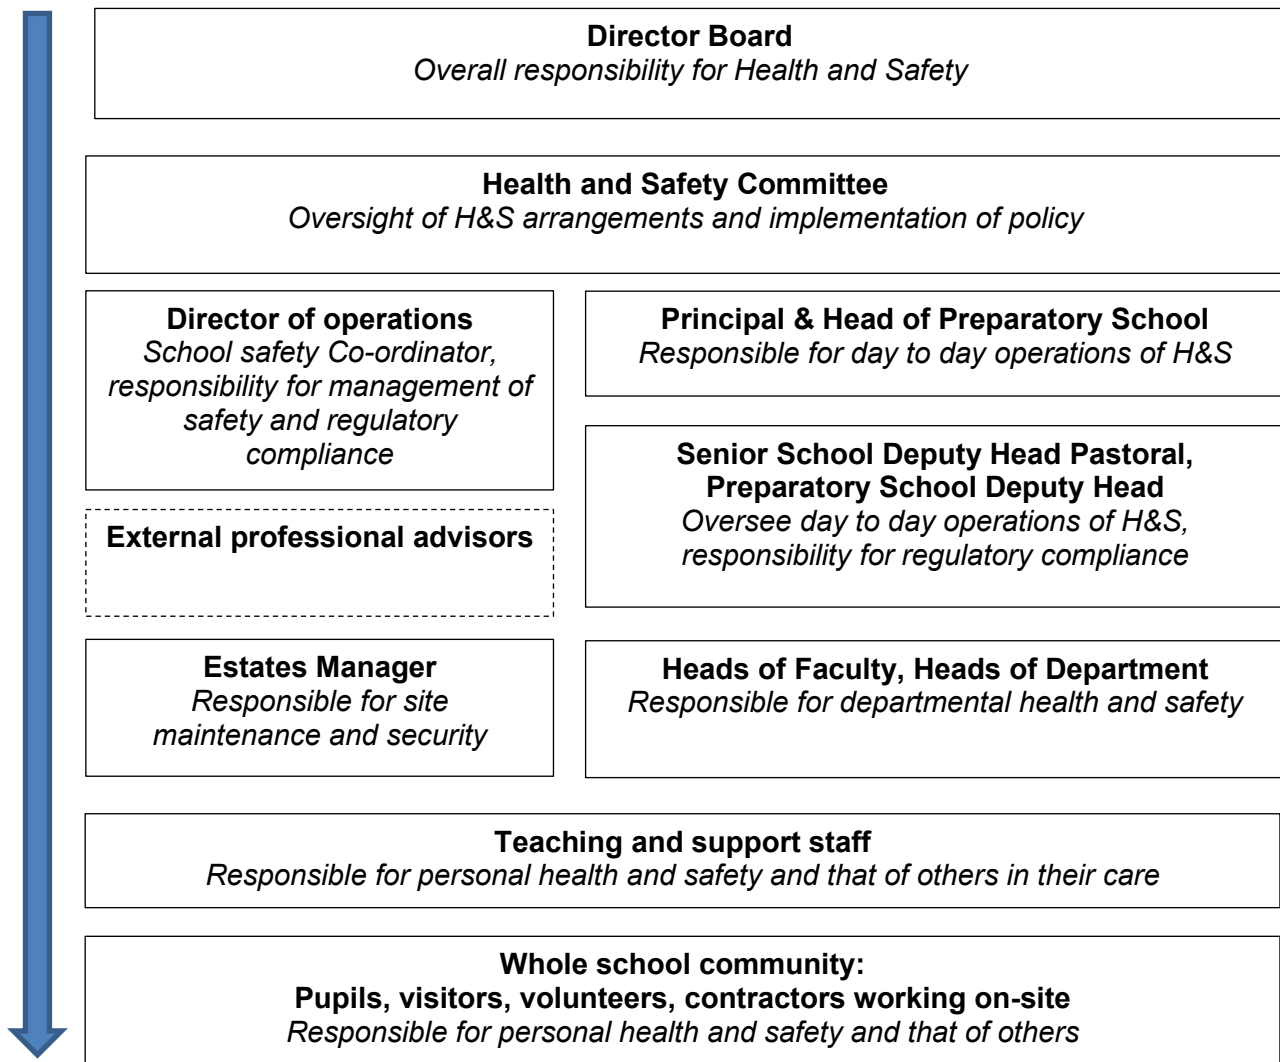 Director Board
Overall responsibility for Health and Safety
Health and Safety Committee
Oversight of H&S arrangements and implementation of policy
Director of operations
School safety Co-ordinator,
responsibility for management of
safety and regulatory
compliance
External professional advisors
Estates Manager
Responsible for site
maintenance and security
Principal & Head of Preparatory School
Responsible for day to day operations of H&S
Senior School Deputy Head Pastoral,
Preparatory School Deputy Head
Oversee day to day operations of H&S,
responsibility for regulatory compliance
Heads of Faculty, Heads of Department
Responsible for departmental health and safety
Teaching and support staff
Responsible for personal health and safety and that of others in their care
Whole school community:
Pupils, visitors, volunteers, contractors working on-site
Responsible for personal health and safety and that of others